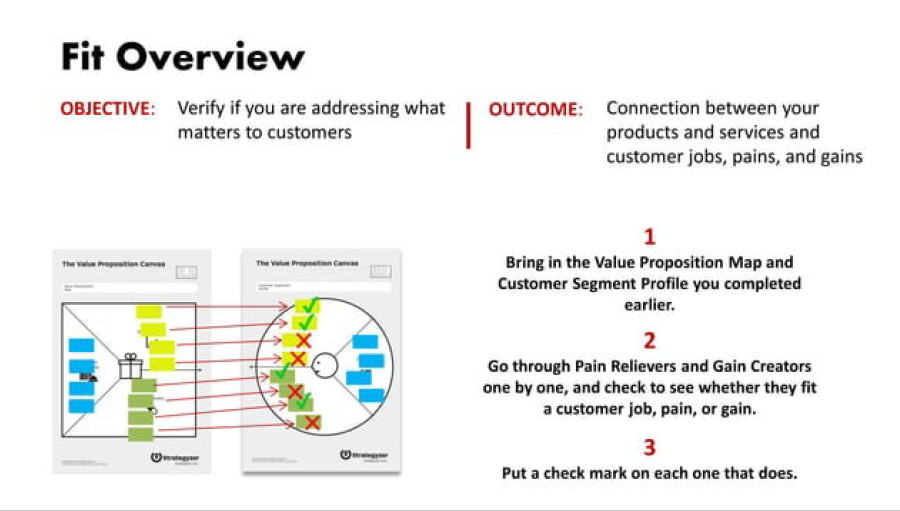 Fit Overview
OBJECTIVE:
Verify if you are addressing what
matters to customers
OUTCOME:
Connection between your
products and services and
customer jobs, pains, and gains
The Value Proposition Canvas
The Value Proposition Canvas
Strategyzer
Strategyzer
1
Bring in the Value Proposition Map and
Customer Segment Profile you completed
earlier.
2
Go through Pain Relievers and Gain Creators
one by one, and check to see whether they fit
a customer job, pain, or gain.
3
Put a check mark on each one that does.